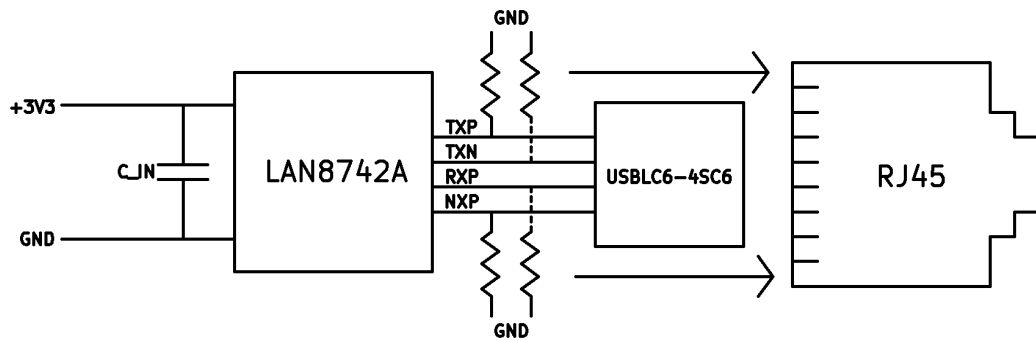 GND
+3V3
C_IN
GND
LAN8742A
TXP
TXN
RXP
NXP
USBLC6-4SC6
RJ45
GND